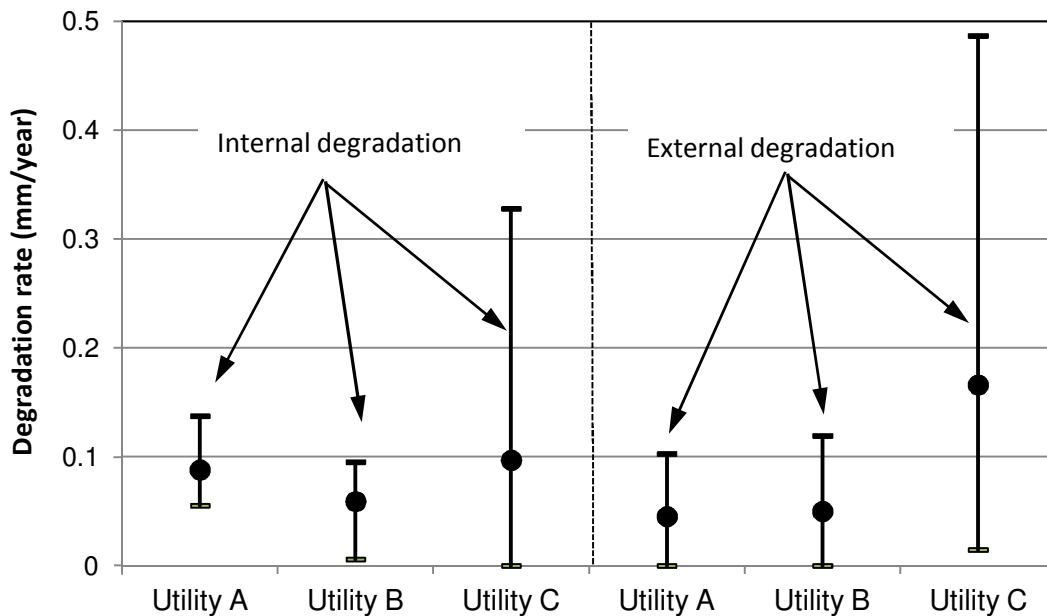 0.5
0.4
0.3
0.2
0.1
0
Degradation rate (mm/year)
Internal degradation
External degradation
Utility A
Utility B
Utility C
Utility A
Utility B
Utility C